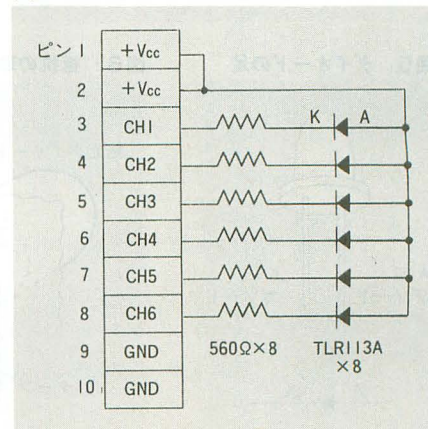 ピン1 +Vcc
2 +Vcc
3 CH1 K A
4 CH2
5 CH3
6 CH4
7 CH5
8 CH6
9 GND 560Ω×8 TLR113A
×8
10 GND